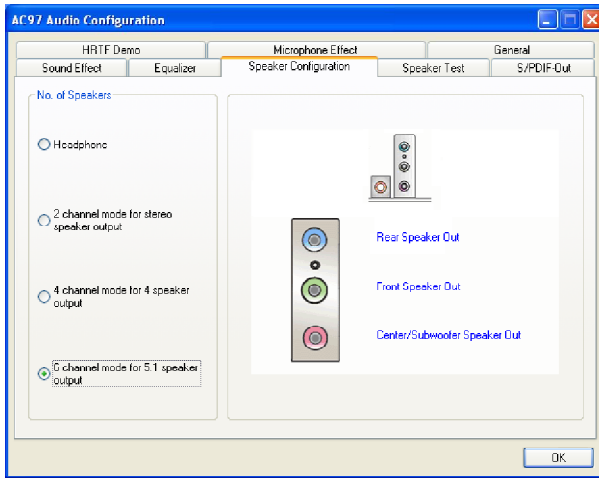 AC97 Audio Configuration
HRTF Demo
Microphone Effect
General
Sound Effect
Equalizer
Speaker Configuration
Speaker Test
S/PDIF-Out
No. of Speakers
Headphone
2 channel mode for stereo
speaker output
4 channel mode for 4 speaker
output
6 channel mode for 5.1 speaker
output
Rear Speaker Out
Front Speaker Out
Center/Subwoofer Speaker Out
OK